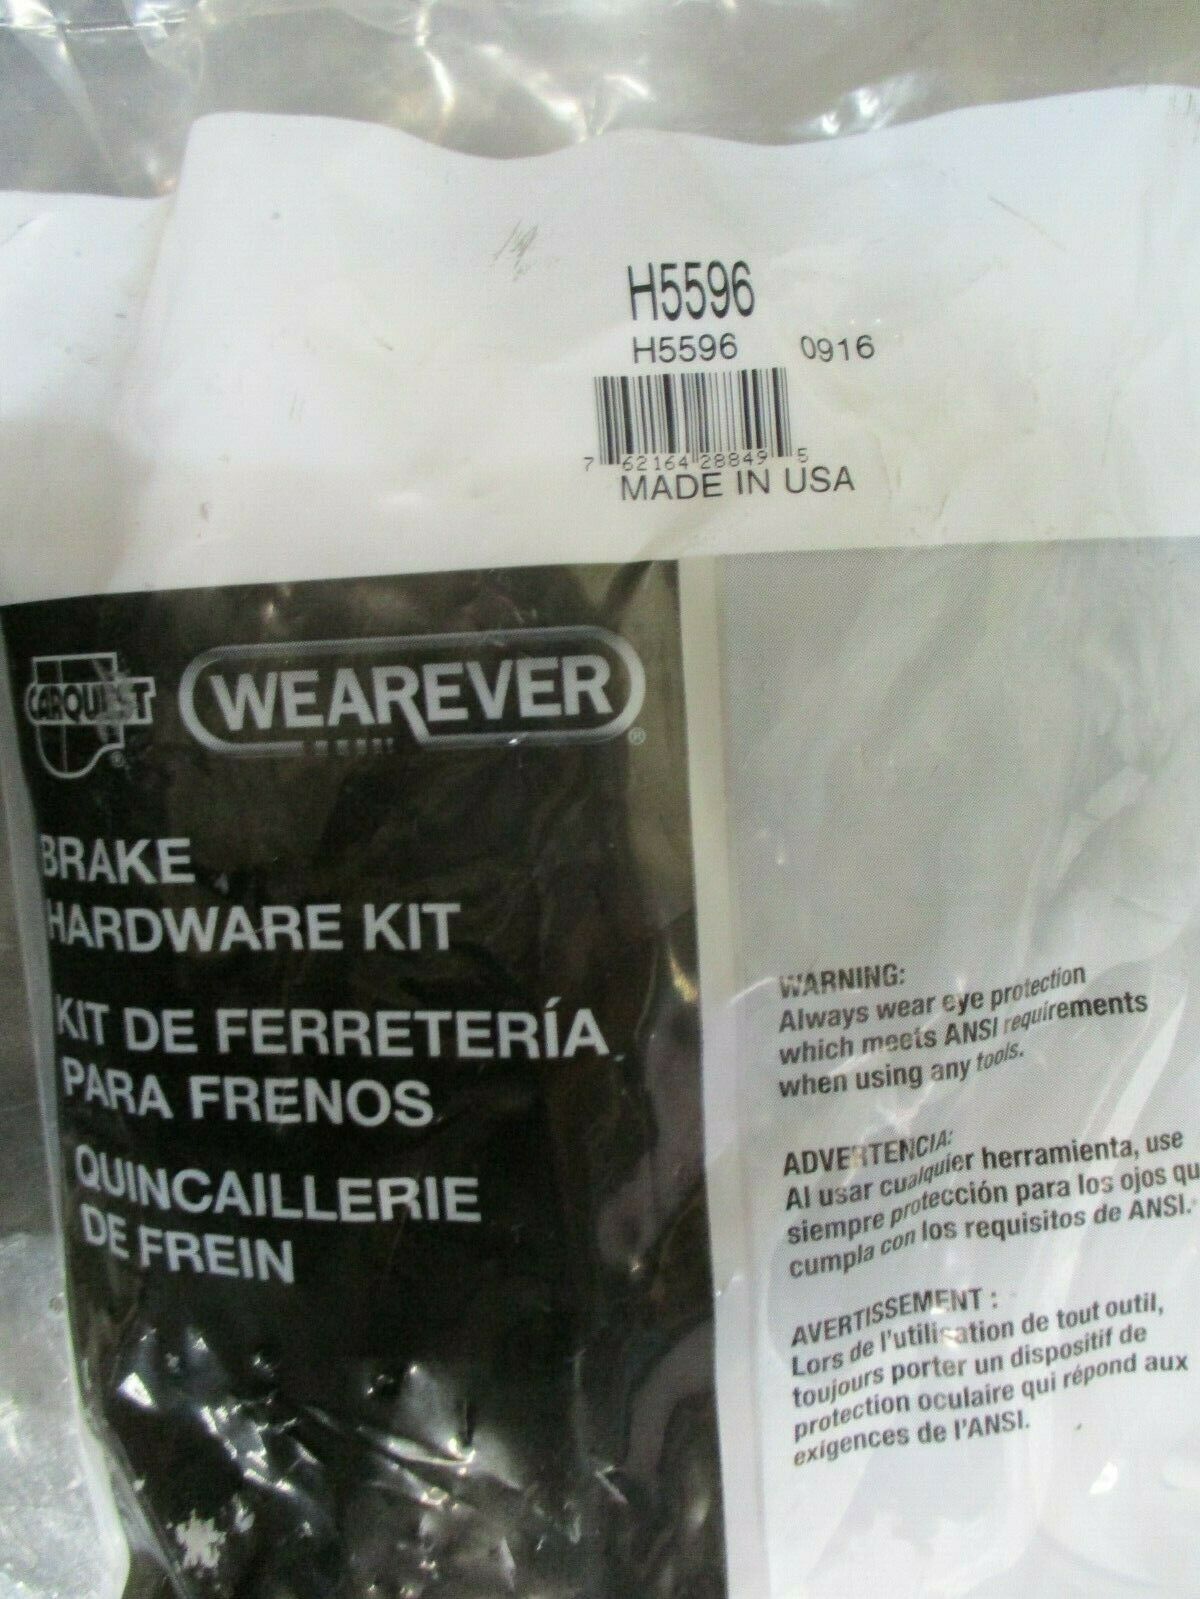 H5596
H5596 0916
7 62164 28849 5
MADE IN USA
CARQUEST
WEAREVER®
®
BRAKE
HARDWARE KIT
KIT DE FERRETERÍA
PARA FRENOS
QUINCAILLERIE
DE FREIN
WARNING:
Always wear eye protection
which meets ANSI requirements
when using any tools.
ADVERTENCIA:
Al usar cualquier herramienta, use
siempre protección para los ojos qu
cumpla con los requisitos de ANSI.
AVERTISSEMENT :
Lors de l'utilisation de tout outil,
toujours porter un dispositif de
protection oculaire qui répond aux
exigences de l'ANSI.